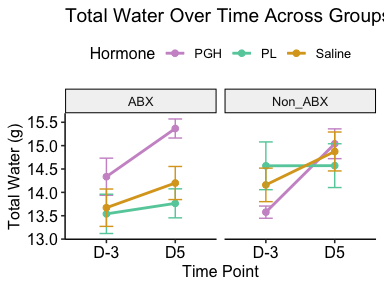 Total Water Over Time Across Groups
Hormone PGH PL Saline
ABX Non_ABX
Total Water (g)
15.5
15.0
14.5
14.0
13.5
13.0
D-3 D5 D-3 D5
Time Point